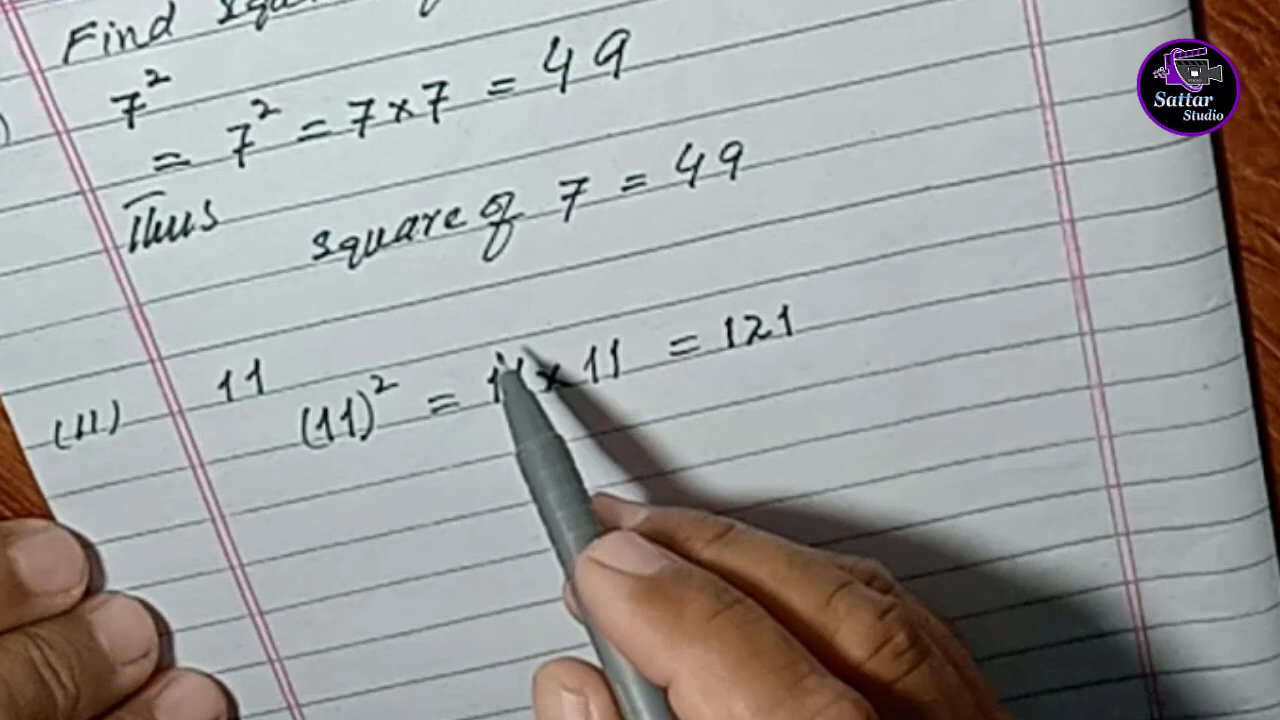 Find
7²
= 7² = 7×7 = 49
Thus square of 7 = 49
(11) 11
(11)² = 11×11 = 121
Sattar
Studio